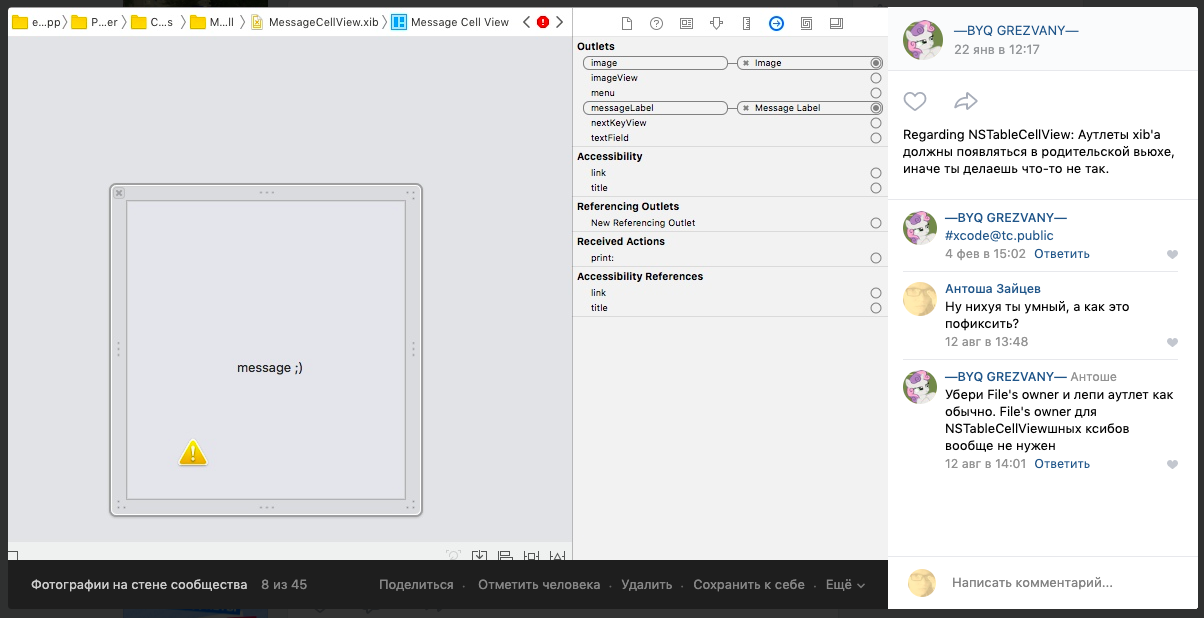 e...pp P...er C...s M...ll MessageCellView.xib Message Cell View
Outlets
image Image
imageView
menu
messageLabel Message Label
nextKeyView
textField
Accessibility
link
title
Referencing Outlets
New Referencing Outlet
Received Actions
print:
Accessibility References
link
title
message ;)
Фотографии на стене сообщества 8 из 45
Поделиться · Отметить человека · Удалить · Сохранить к себе · Ещё
—BYQ GREZVANY—
22 янв в 12:17
Regarding NSTableCellView: Аутлеты xib'а
должны появляться в родительской вьюхе,
иначе ты делаешь что-то не так.
—BYQ GREZVANY—
#xcode@tc.public
4 фев в 15:02 Ответить
Антоша Зайцев
Ну нихуя ты умный, а как это
пофиксить?
12 авг в 13:48
—BYQ GREZVANY— Антоше
Убери File's owner и лепи аутлет как
обычно. File's owner для
NSTableCellViewшных ксибов
вообще не нужен
12 авг в 14:01 Ответить
Написать комментарий...